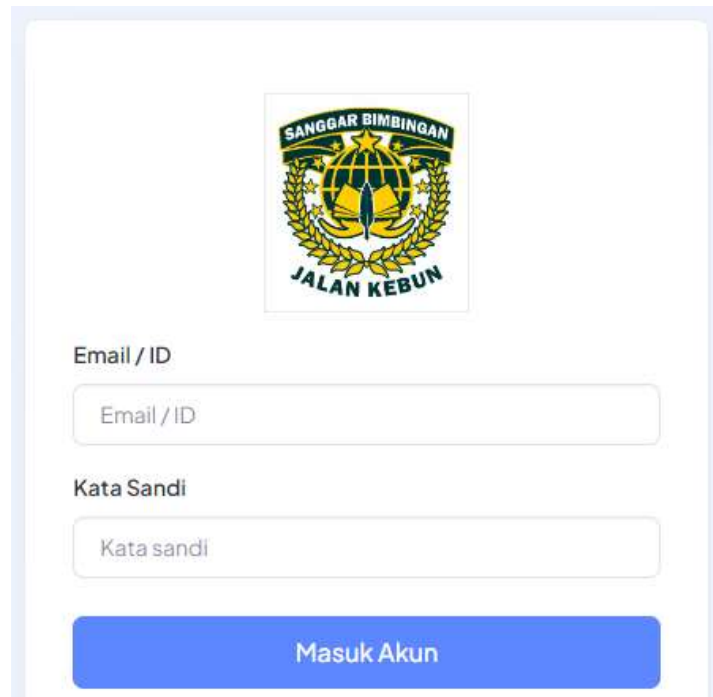 SANGGAR BIMBINGAN
JALAN KEBUN
Email / ID
Email / ID
Kata Sandi
Kata sandi
Masuk Akun